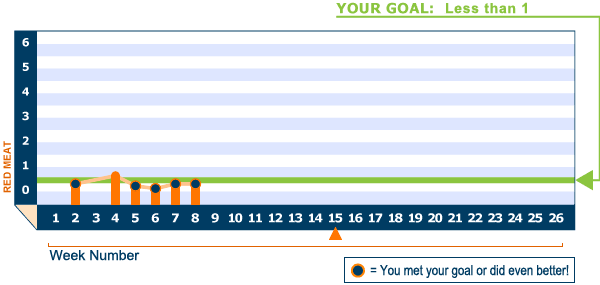 YOUR GOAL: Less than 1
6
5
4
3
2
1
0
RED MEAT
1 2 3 4 5 6 7 8 9 10 11 12 13 14 15 16 17 18 19 20 21 22 23 24 25 26
Week Number
= You met your goal or did even better!